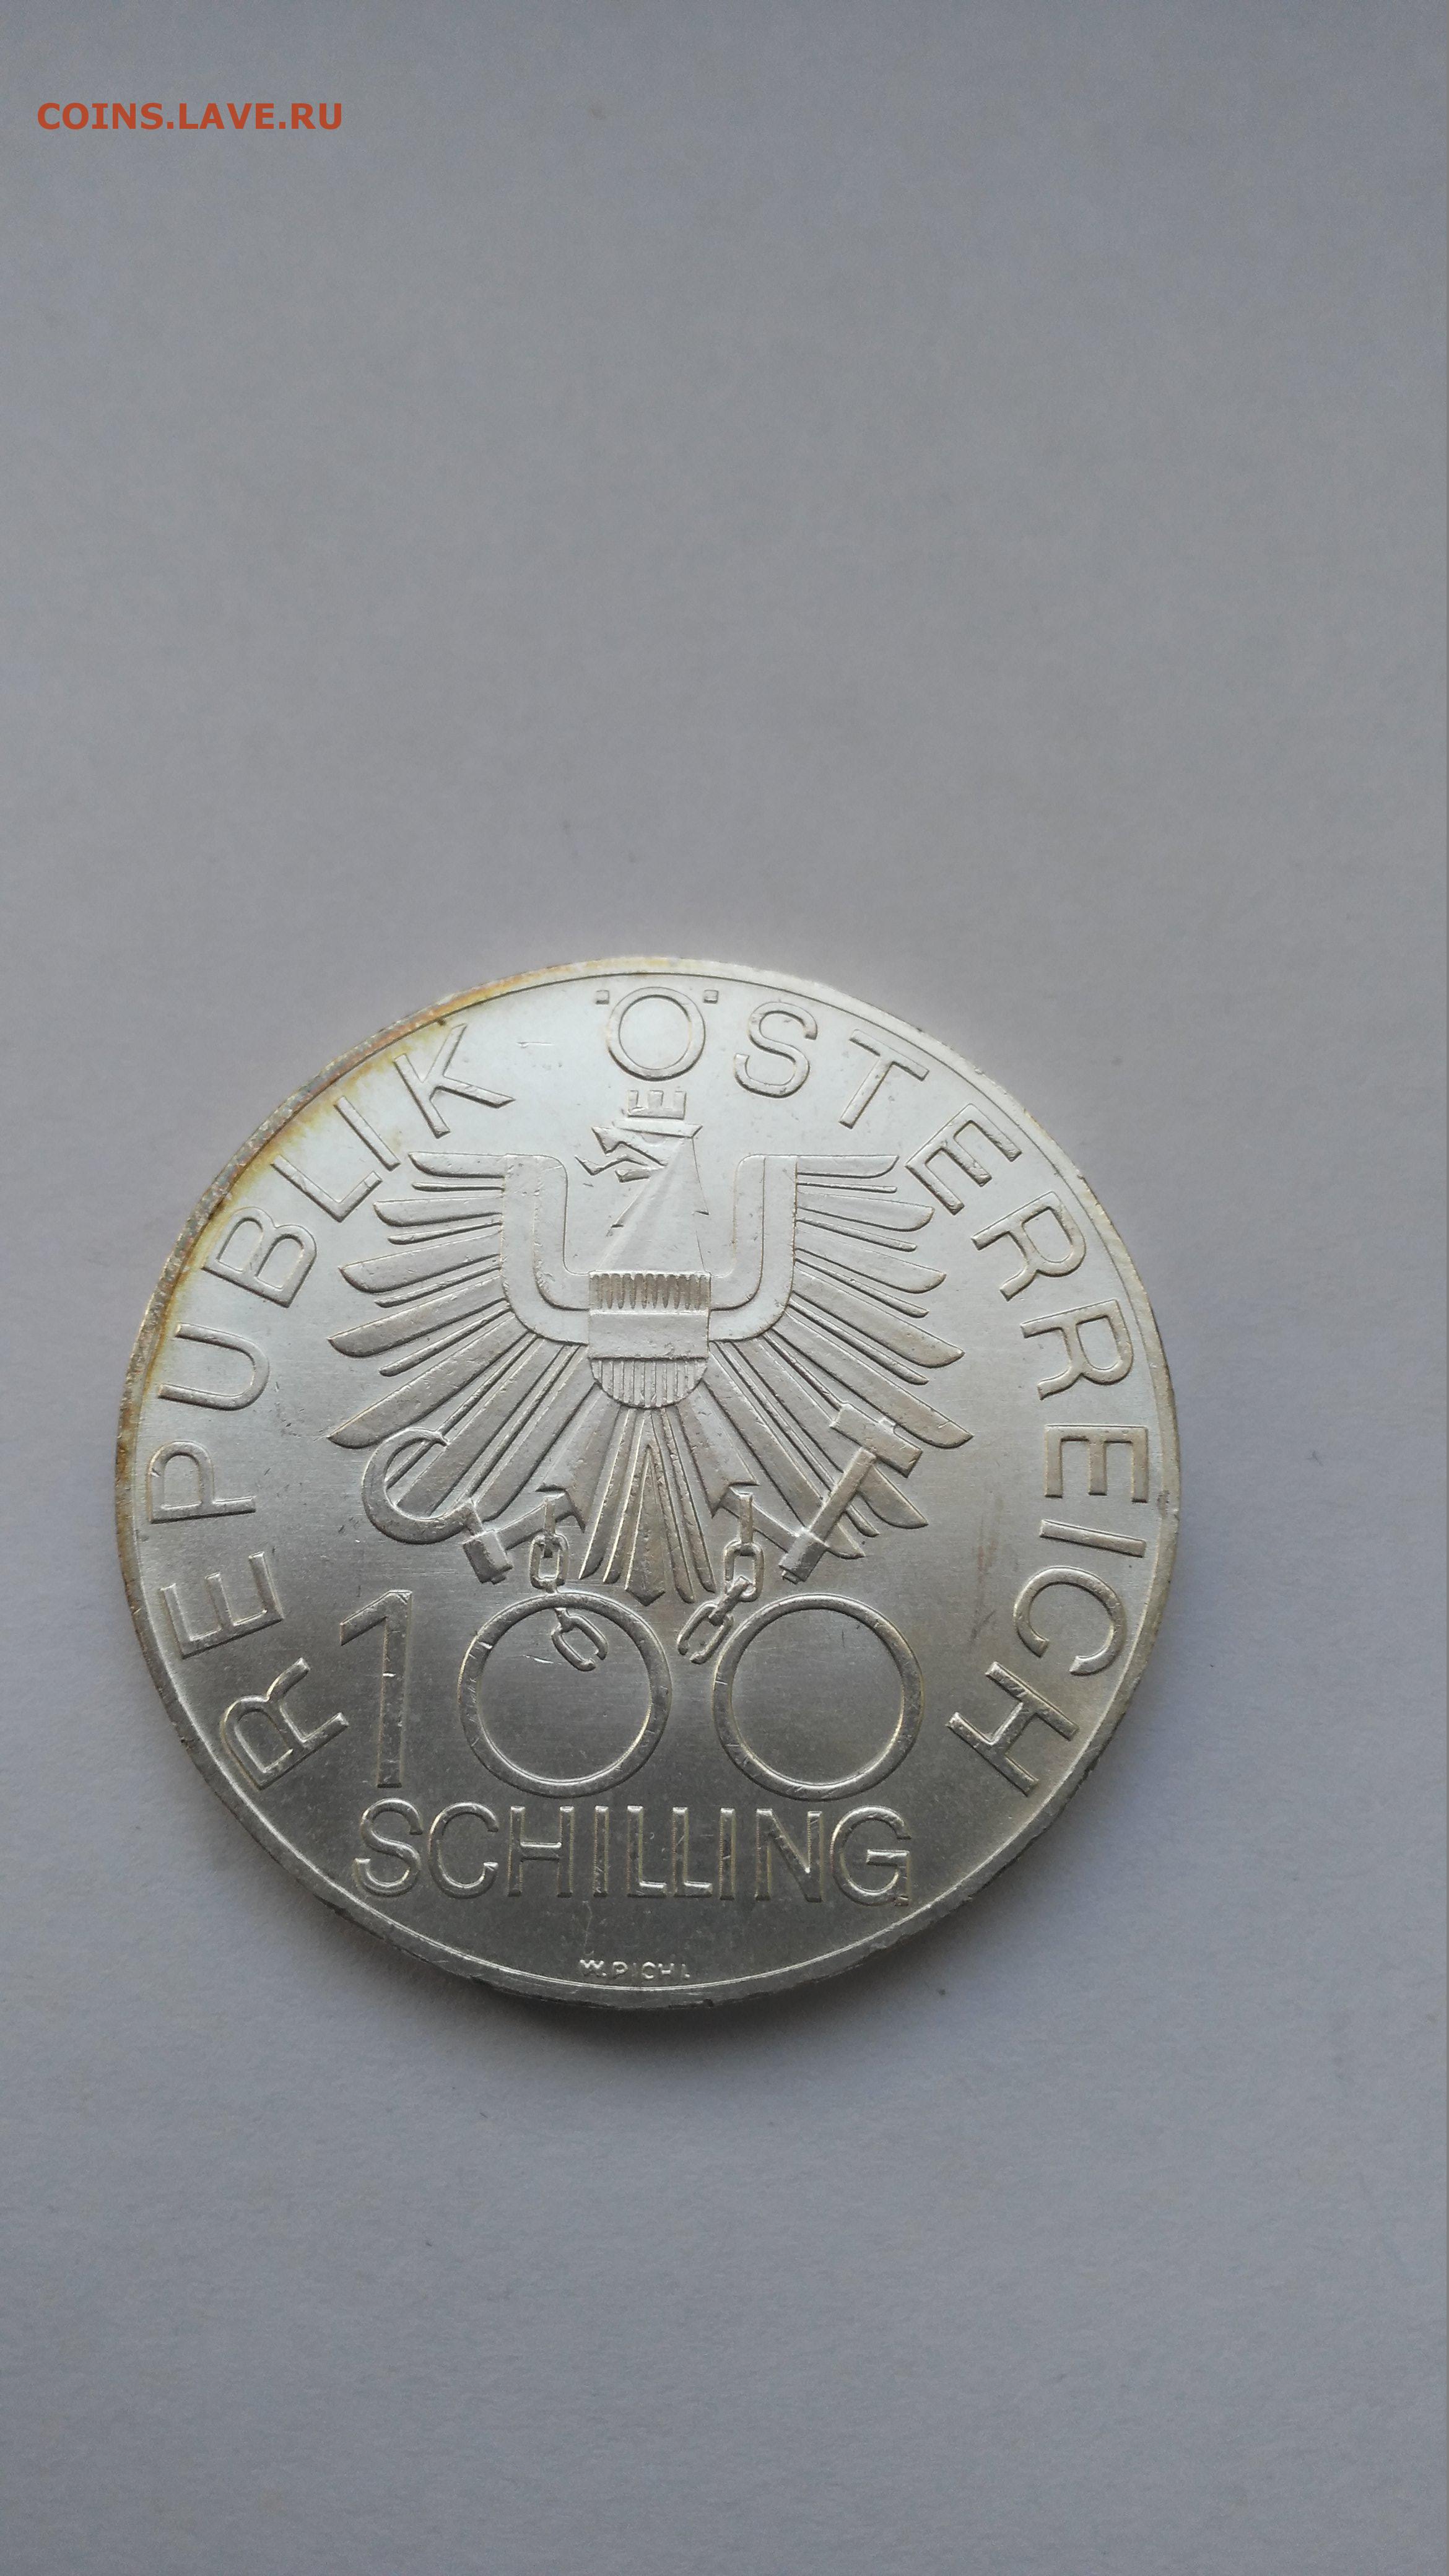 COINS.LAVE.RU
REPUBLIK ÖSTERREICH
100
SCHILLING
W.PICHL